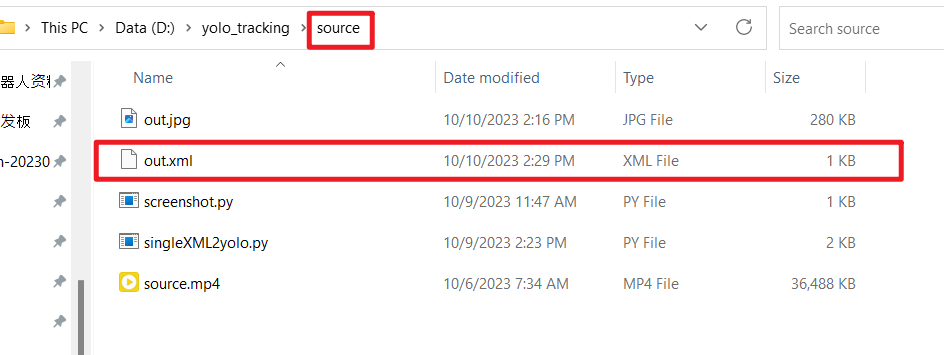 This PC > Data (D:) > yolo_tracking > source
Search source
Name Date modified Type Size
器人资料
out.jpg 10/10/2023 2:16 PM JPG File 280 KB
发板
out.xml 10/10/2023 2:29 PM XML File 1 KB
n-20230
screenshot.py 10/9/2023 11:47 AM PY File 1 KB
singleXML2yolo.py 10/9/2023 2:23 PM PY File 2 KB
source.mp4 10/6/2023 7:34 AM MP4 File 36,488 KB